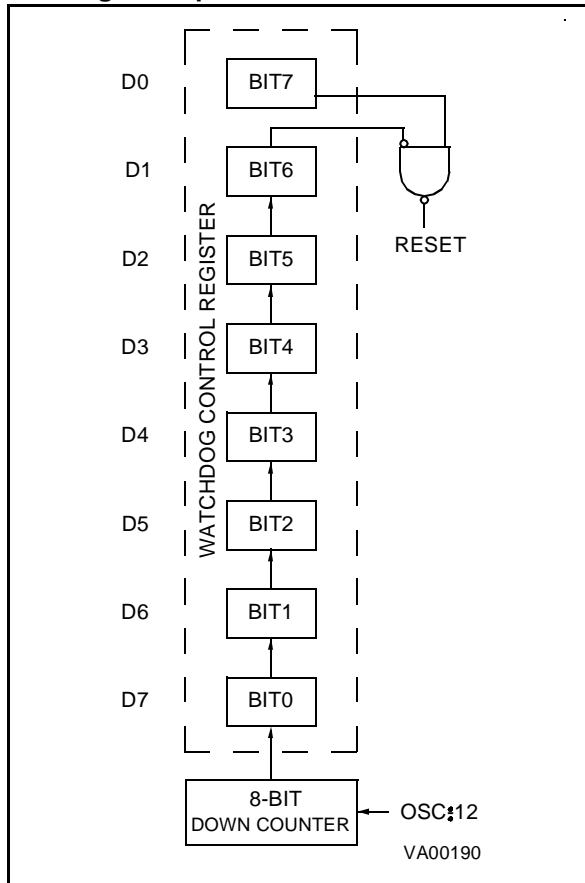 D0 BIT7
D1 BIT6
RESET
D2 BIT5
D3 BIT4
D4 BIT3
D5 BIT2
D6 BIT1
D7 BIT0
WATCHDOG CONTROL REGISTER
8-BIT
DOWN COUNTER
OSC÷12
VA00190